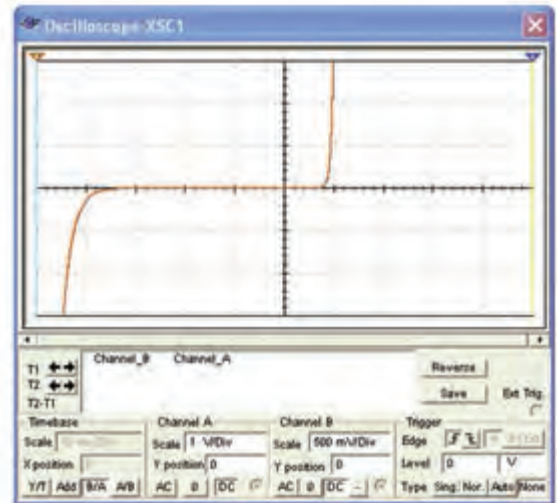 Oscilloscope-XSC1
T1
T2
T2-T1
Channel_B Channel_A
Reverse
Save
Ext Trig.
Timebase
Scale
X position
Y/T Add B/A A/B
Channel A
Scale 1 V/Div
Y position 0
AC 0 DC
Channel B
Scale 500 mV/Div
Y position 0
AC 0 DC -
Trigger
Edge
Level 0 V
Type Sing. Nor. Auto None